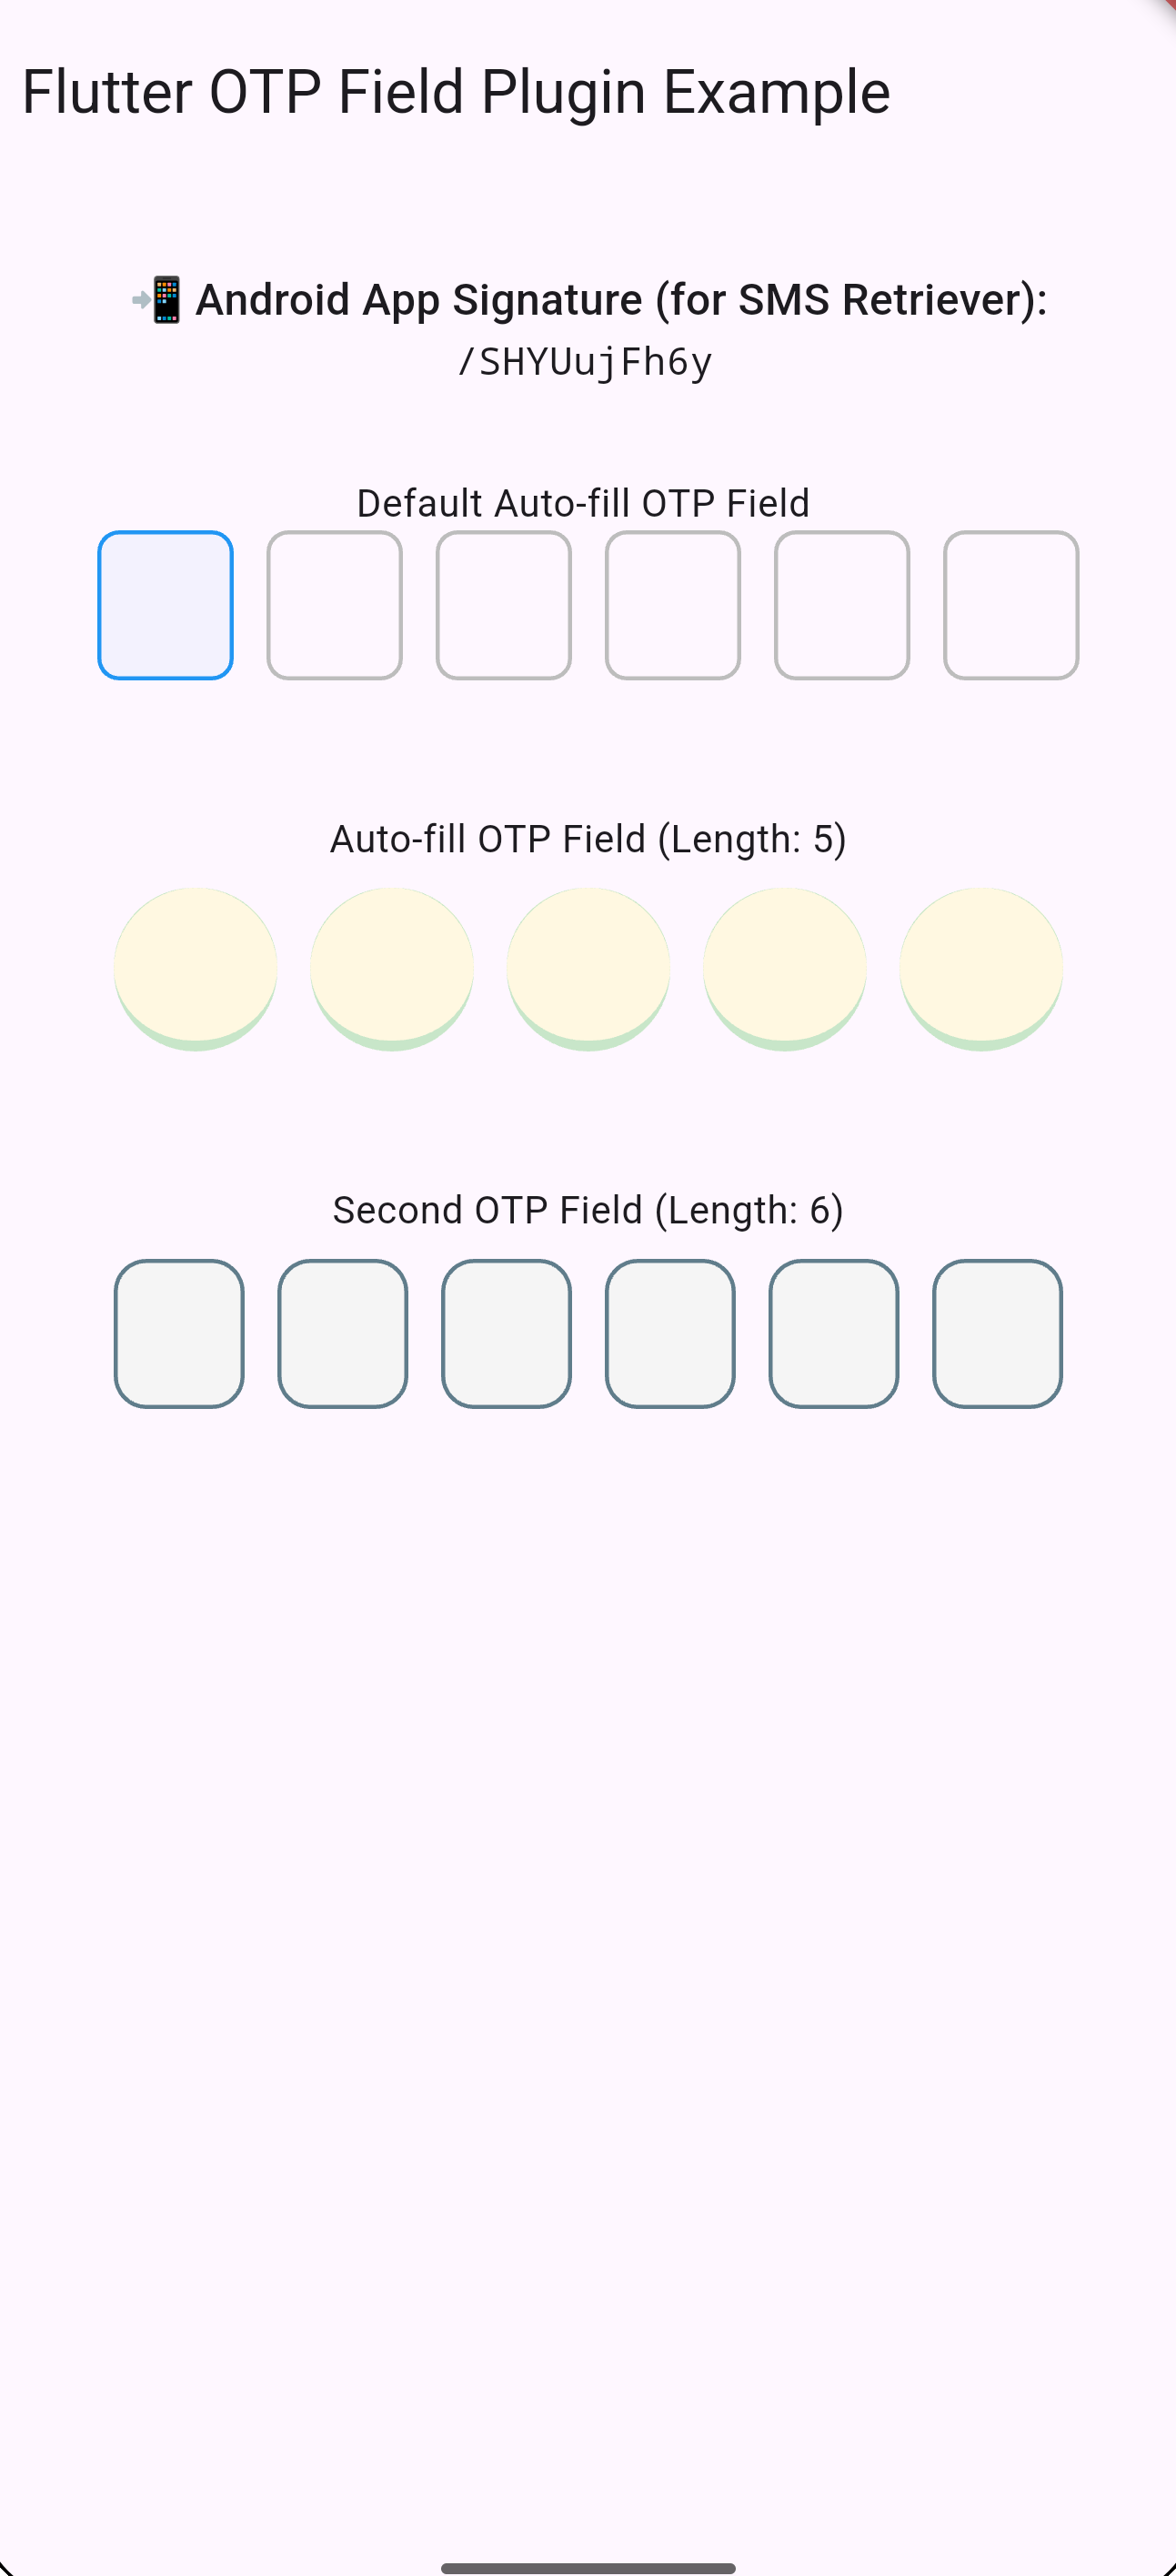 Flutter OTP Field Plugin Example
📲 Android App Signature (for SMS Retriever):
/SHYUujFh6y
Default Auto-fill OTP Field
Auto-fill OTP Field (Length: 5)
Second OTP Field (Length: 6)